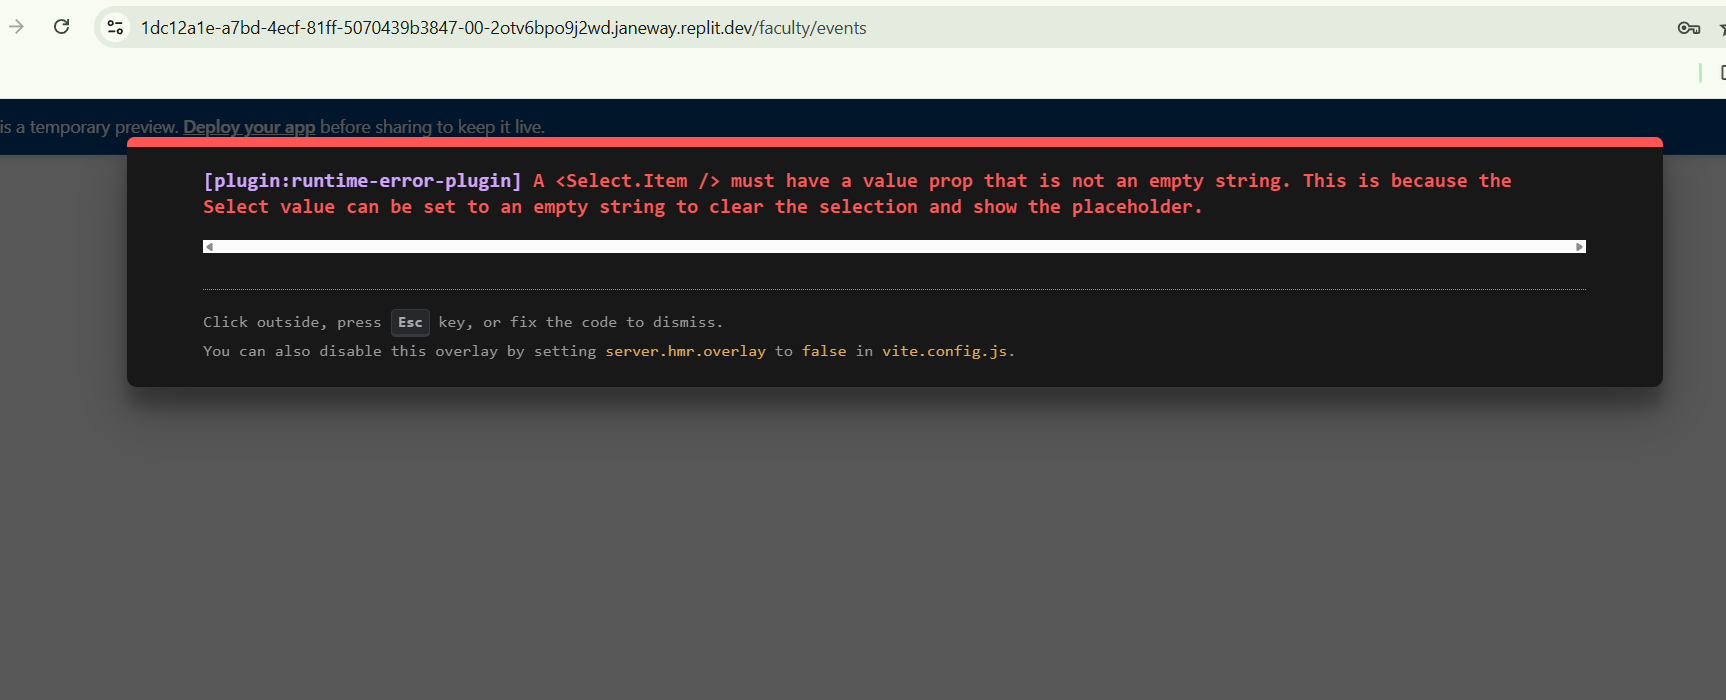 1dc12a1e-a7bd-4ecf-81ff-5070439b3847-00-2otv6bpo9j2wd.janeway.replit.dev/faculty/events
is a temporary preview. Deploy your app before sharing to keep it live.
[plugin:runtime-error-plugin] A <Select.Item /> must have a value prop that is not an empty string. This is because the
Select value can be set to an empty string to clear the selection and show the placeholder.
Click outside, press Esc key, or fix the code to dismiss.
You can also disable this overlay by setting server.hmr.overlay to false in vite.config.js.